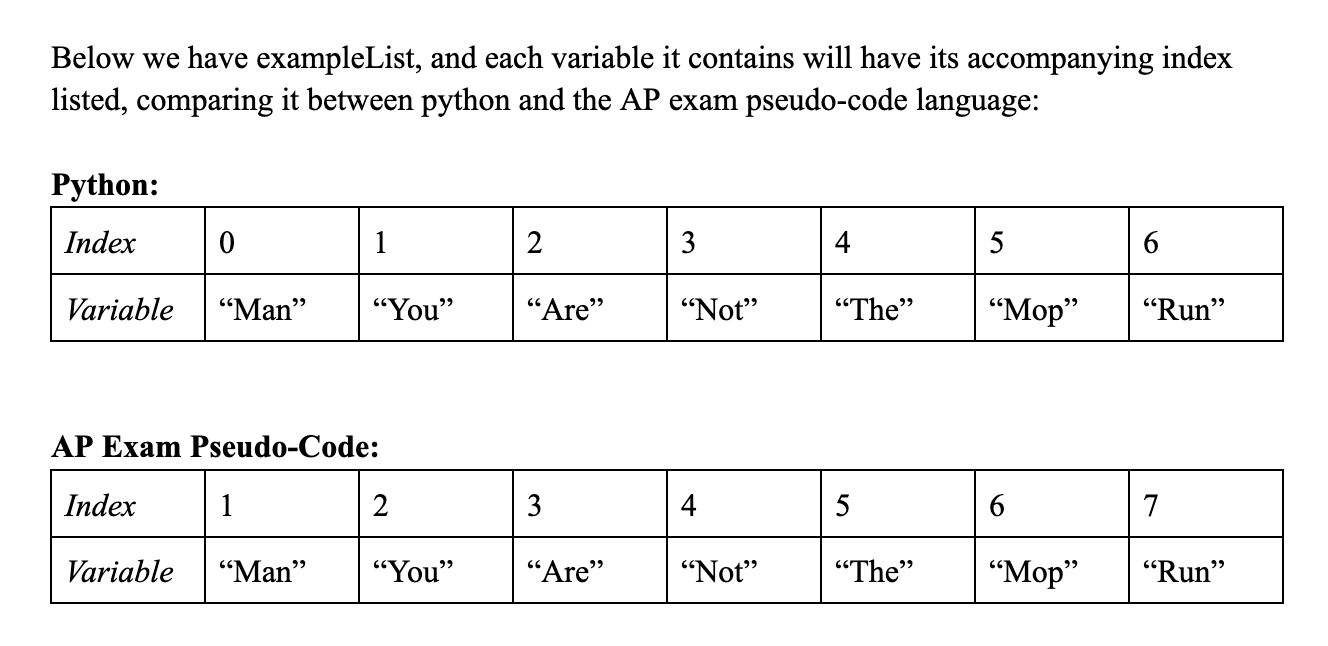 Below we have exampleList, and each variable it contains will have its accompanying index
listed, comparing it between python and the AP exam pseudo-code language:
Python:
Index 0 1 2 3 4 5 6
Variable “Man” “You” “Are” “Not” “The” “Mop” “Run”
AP Exam Pseudo-Code:
Index 1 2 3 4 5 6 7
Variable “Man” “You” “Are” “Not” “The” “Mop” “Run”